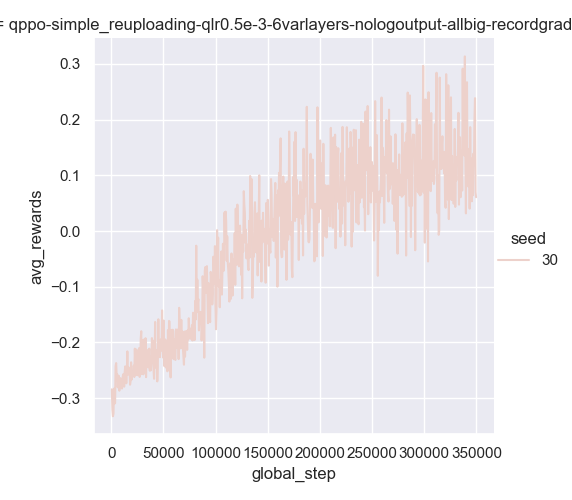 = qppo-simple_reuploading-qlr0.5e-3-6varlayers-nologoutput-allbig-recordgrad
0.3
0.2
0.1
0.0
−0.1
−0.2
−0.3
avg_rewards
seed
30
0 50000 100000 150000 200000 250000 300000 350000
global_step